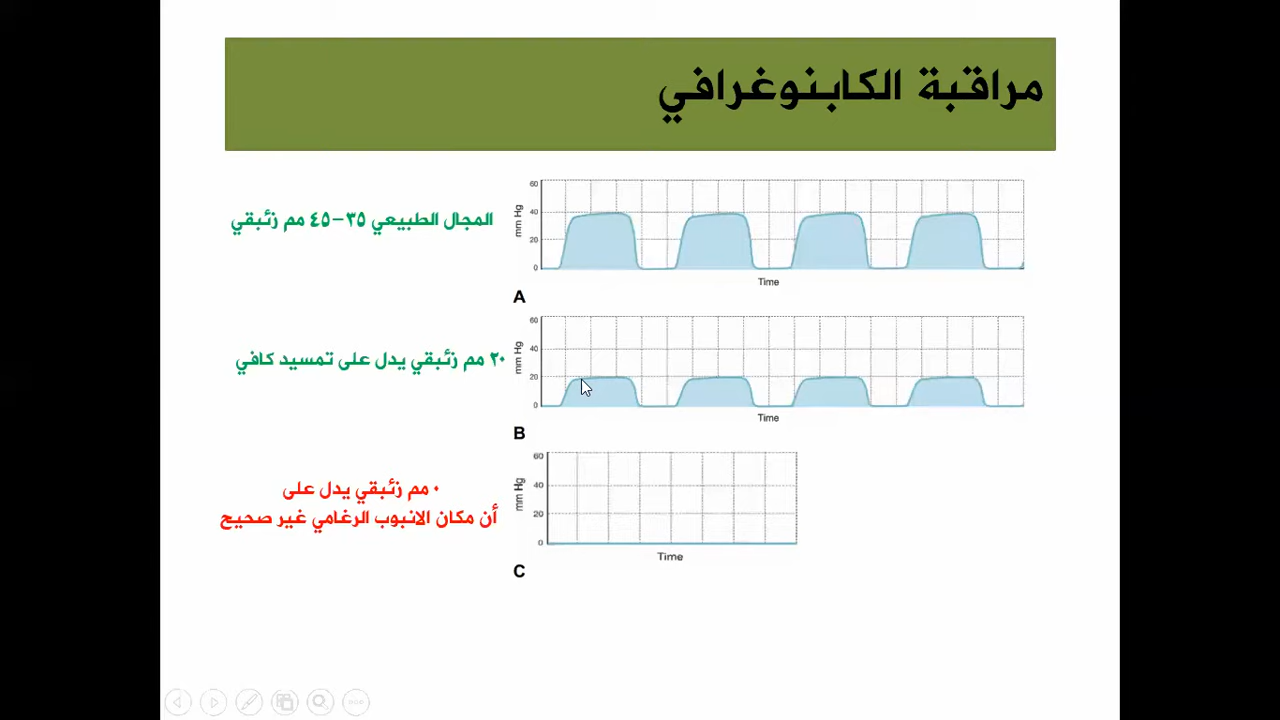 مراقبة الكابنوغرافي
المجال الطبيعي ٣٥-٤٥ مم زئبقي
60
40
20
0
mm Hg
Time
A
٢٠ مم زئبقي يدل على تمسيد كافي
60
40
20
0
mm Hg
Time
B
٠ مم زئبقي يدل على
أن مكان الانبوب الرغامي غير صحيح
60
40
20
0
mm Hg
Time
C